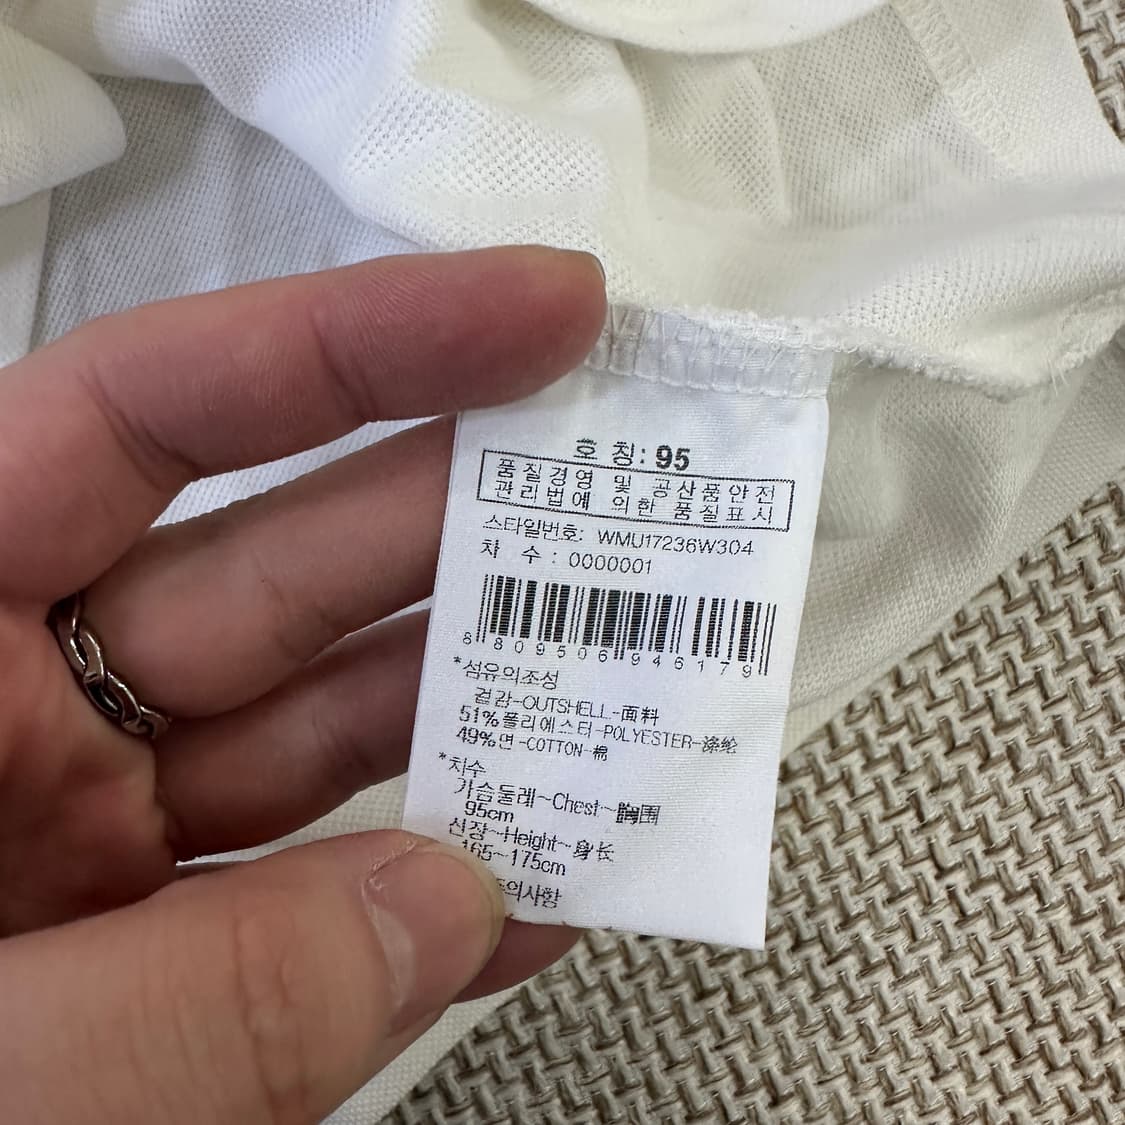 호 칭: 95
품질경영 및 공산품안전
관리법에 의한 품질표시
스타일번호: WMU17236W304
차 수: 0000001
8 809506 946179
*섬유의조성
겉감-OUTSHELL-面料
51%폴리에스터-POLYESTER-涤纶
49%면-COTTON-棉
*치수
가슴둘레~Chest~胸围
95cm
신장~Height~身长
165~175cm
의사항